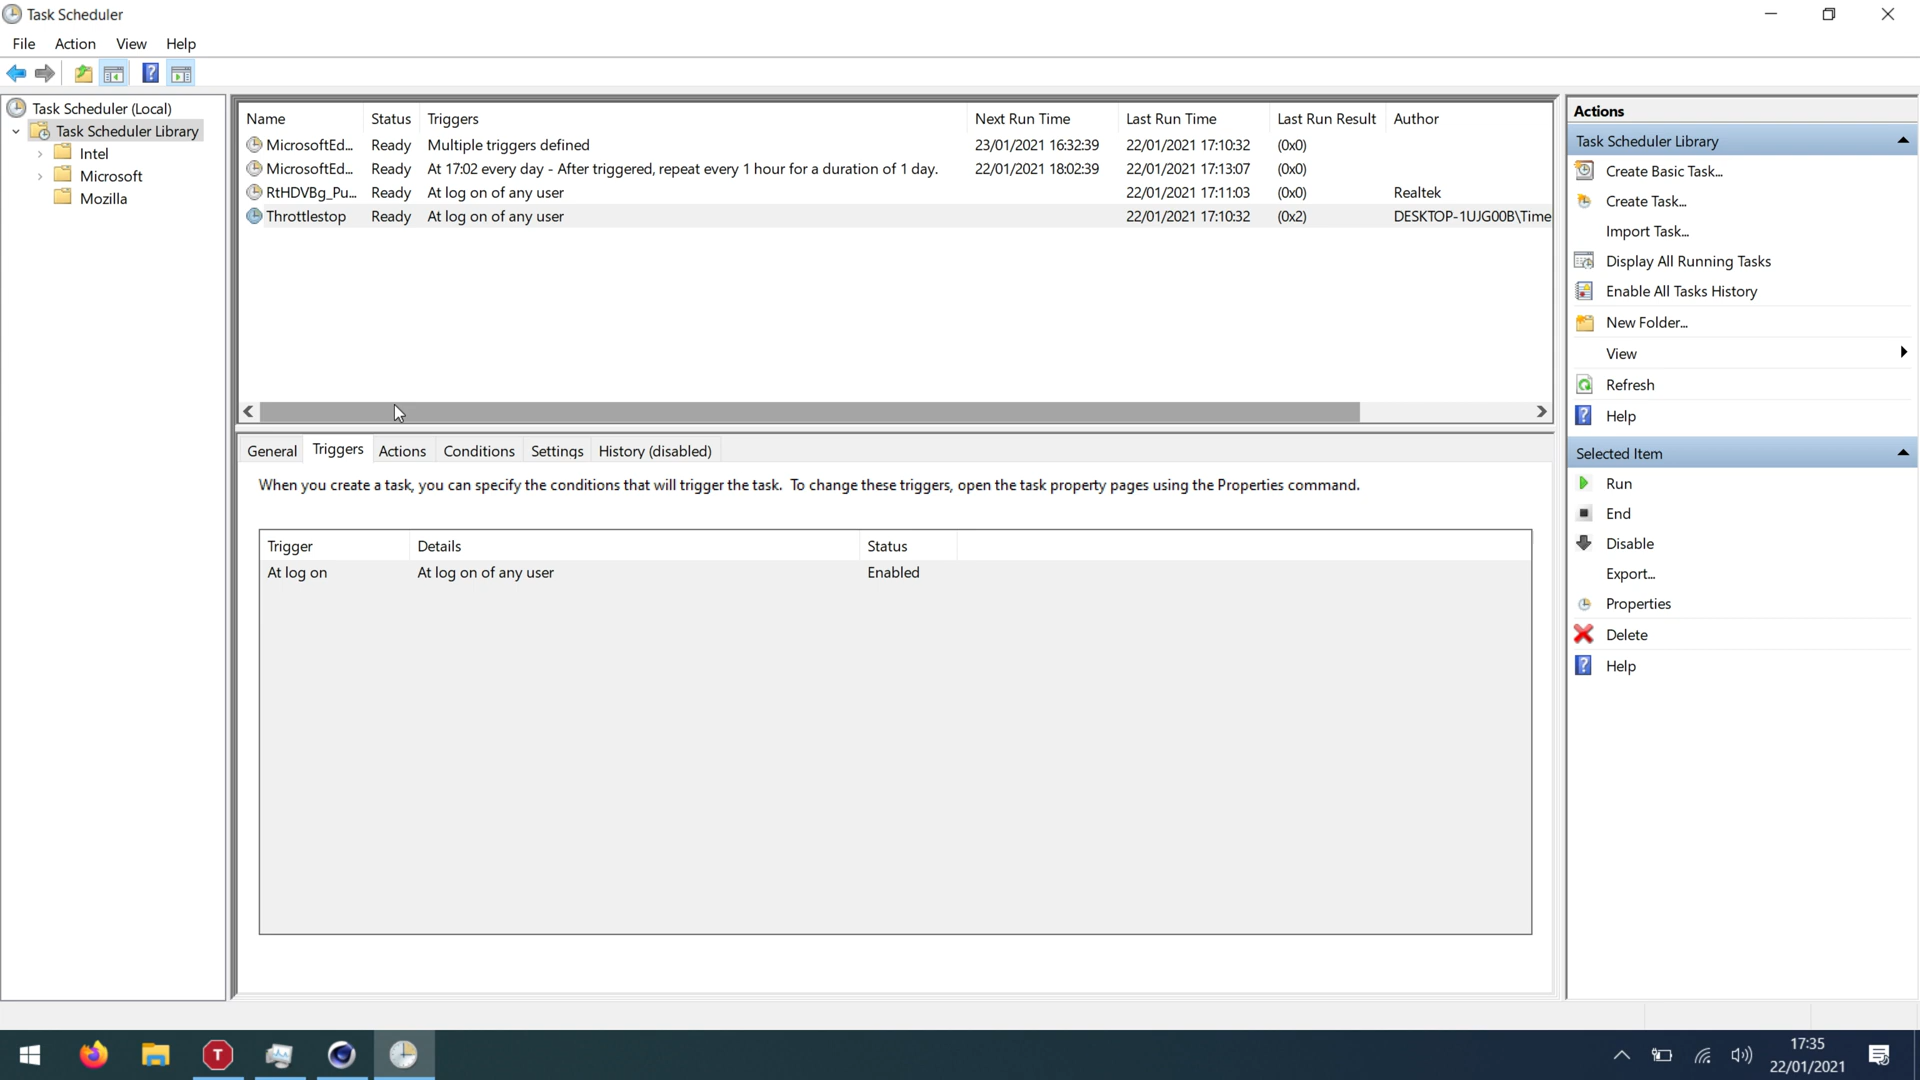 Task Scheduler
File Action View Help
Task Scheduler (Local)
Task Scheduler Library
Intel
Microsoft
Mozilla
Name Status Triggers Next Run Time Last Run Time Last Run Result Author
MicrosoftEd... Ready Multiple triggers defined 23/01/2021 16:32:39 22/01/2021 17:10:32 (0x0)
MicrosoftEd... Ready At 17:02 every day - After triggered, repeat every 1 hour for a duration of 1 day. 22/01/2021 18:02:39 22/01/2021 17:13:07 (0x0)
RtHDVBg_Pu... Ready At log on of any user 22/01/2021 17:11:03 (0x0) Realtek
Throttlestop Ready At log on of any user 22/01/2021 17:10:32 (0x2) DESKTOP-1UJG00B\Time
General Triggers Actions Conditions Settings History (disabled)
When you create a task, you can specify the conditions that will trigger the task. To change these triggers, open the task property pages using the Properties command.
Trigger Details Status
At log on At log on of any user Enabled
Actions
Task Scheduler Library
Create Basic Task...
Create Task...
Import Task...
Display All Running Tasks
Enable All Tasks History
New Folder...
View
Refresh
Help
Selected Item
Run
End
Disable
Export...
Properties
Delete
Help
T
17:35
22/01/2021